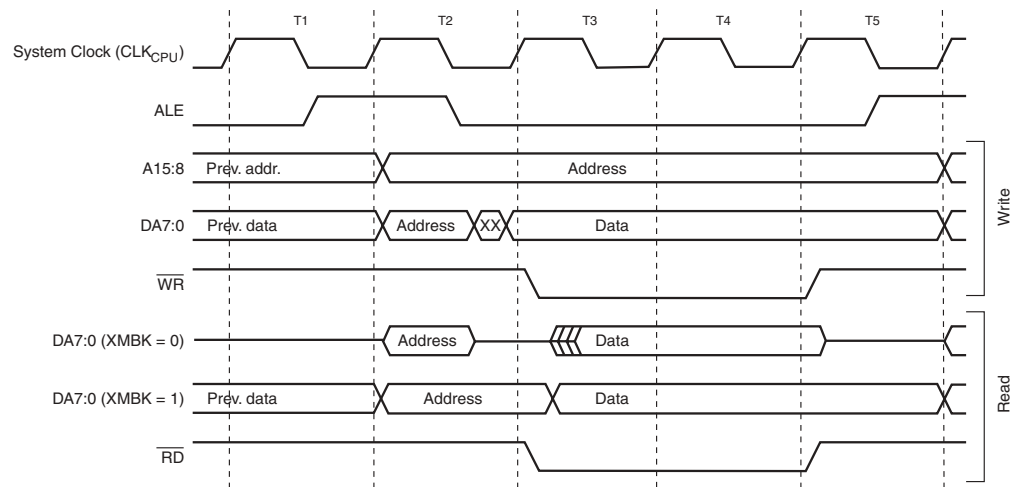 T1 T2 T3 T4 T5
System Clock (CLKCPU)
ALE
A15:8 Prev. addr. Address
DA7:0 Prev. data Address XX Data
WR
Write
DA7:0 (XMBK = 0) Address Data
DA7:0 (XMBK = 1) Prev. data Address Data
RD
Read